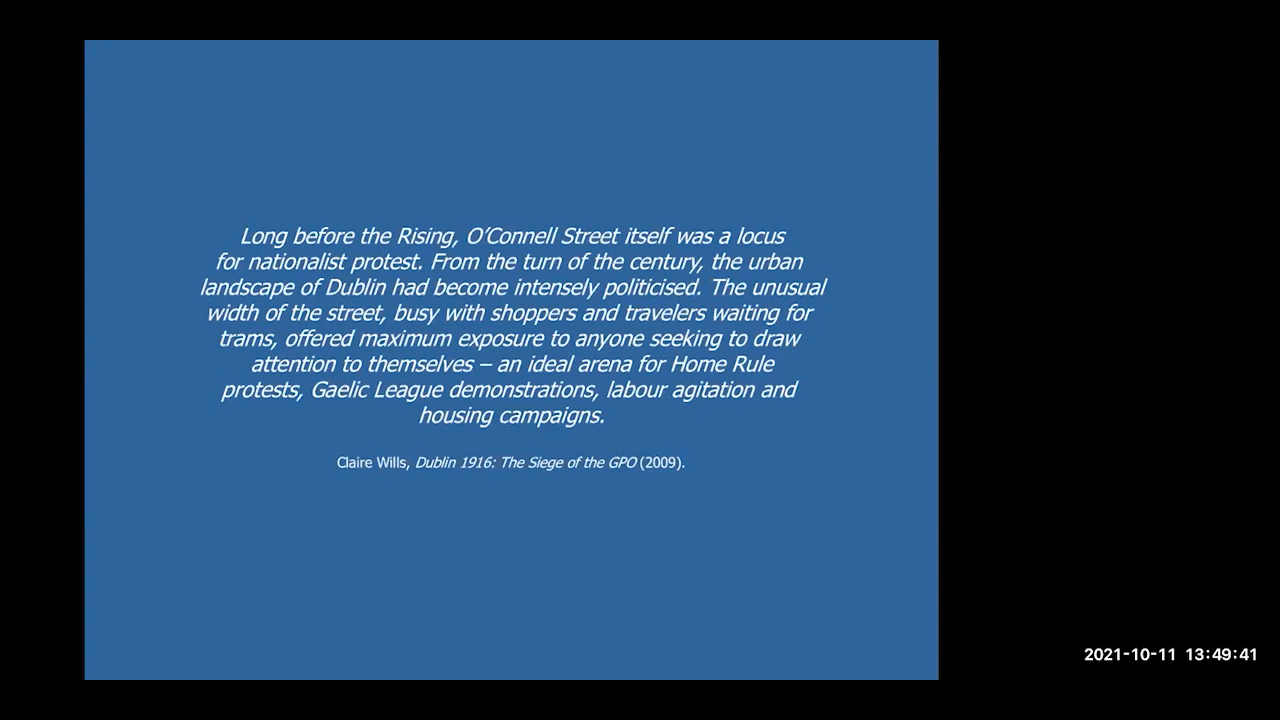 Long before the Rising, O’Connell Street itself was a locus
for nationalist protest. From the turn of the century, the urban
landscape of Dublin had become intensely politicised. The unusual
width of the street, busy with shoppers and travelers waiting for
trams, offered maximum exposure to anyone seeking to draw
attention to themselves – an ideal arena for Home Rule
protests, Gaelic League demonstrations, labour agitation and
housing campaigns.
Claire Wills, Dublin 1916: The Siege of the GPO (2009).
2021-10-11 13:49:41